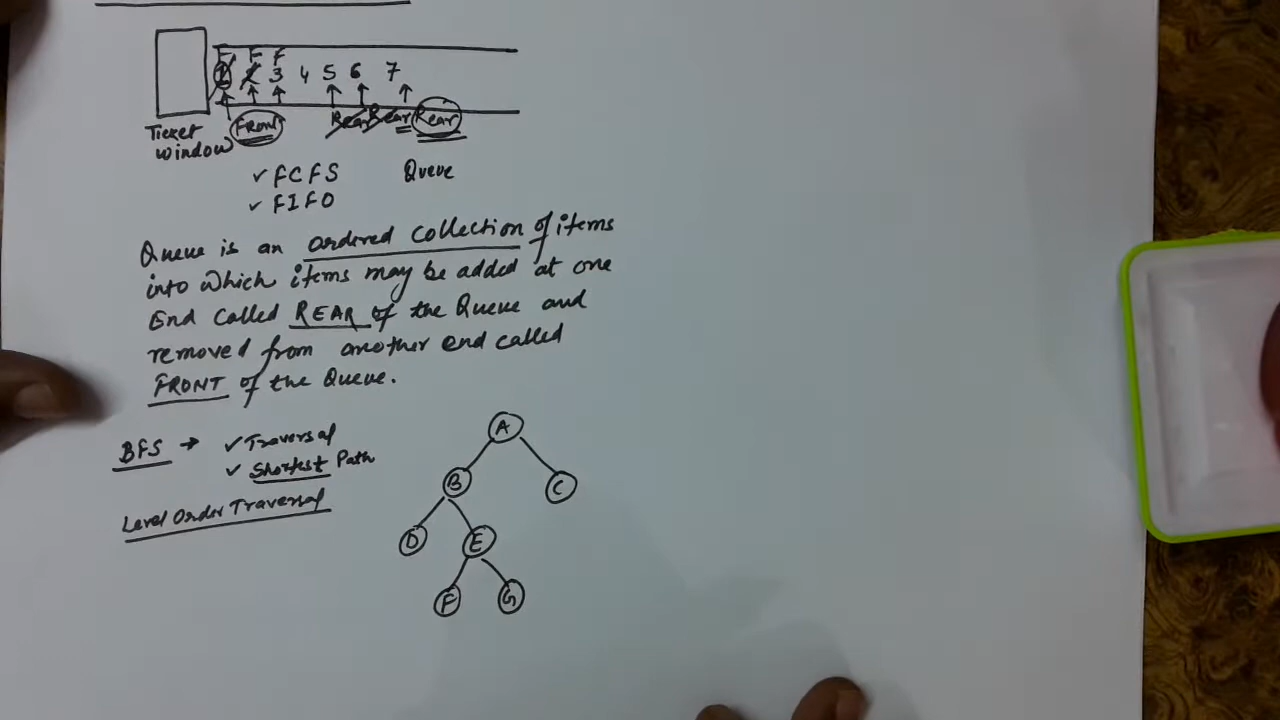 F F F
1 2 3 4 5 6 7
Front Rear Rear Rear
Ticket
window
✓ FCFS Queue
✓ FIFO
Queue is an ordered collection of items
into which items may be added at one
End called REAR of the Queue and
removed from another end called
FRONT of the Queue.
BFS → ✓ Traversal
✓ Shortest Path
Level Order Traversal
A
B C
D E
F G